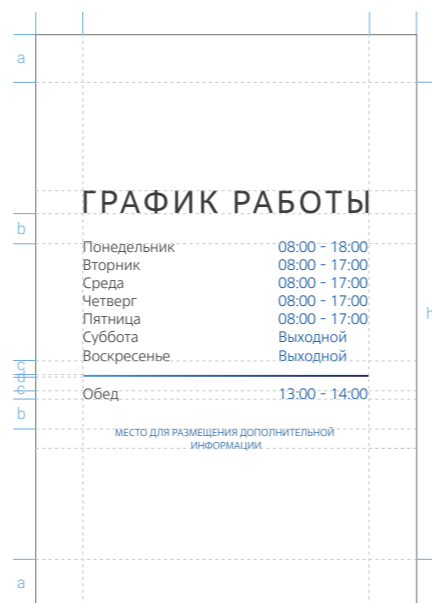 a
ГРАФИК РАБОТЫ
b
Понедельник 08:00 - 18:00
Вторник 08:00 - 17:00
Среда 08:00 - 17:00
Четверг 08:00 - 17:00
h
Пятница 08:00 - 17:00
Суббота Выходной
Воскресенье Выходной
c
d
c
Обед 13:00 - 14:00
b
МЕСТО ДЛЯ РАЗМЕЩЕНИЯ ДОПОЛНИТЕЛЬНОЙ
ИНФОРМАЦИИ
a